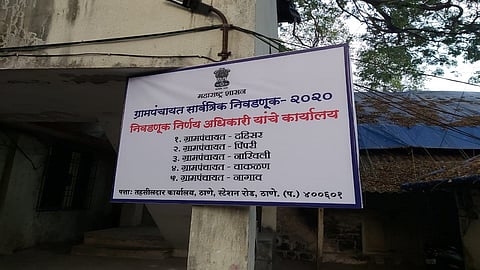 महाराष्ट्र शासन
ग्रामपंचायत सार्वत्रिक निवडणूक- २०२०
निवडणूक निर्णय अधिकारी यांचे कार्यालय
१. ग्रामपंचायत - दहिसर
२. ग्रामपंचायत - पिंपरी
३. ग्रामपंचायत - नारिवली
४. ग्रामपंचायत - वाकळण
५. ग्रामपंचायत - नागाव
पत्ता: तहसीलदार कार्यालय, ठाणे, स्टेशन रोड, ठाणे. (प.) ४००६०१